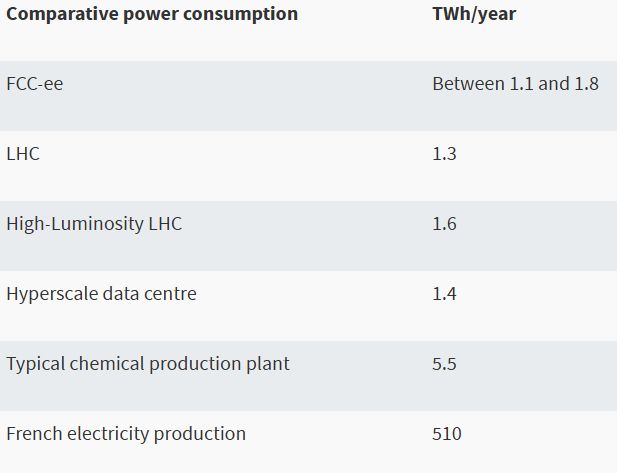 Comparative power consumption TWh/year
FCC-ee Between 1.1 and 1.8
LHC 1.3
High-Luminosity LHC 1.6
Hyperscale data centre 1.4
Typical chemical production plant 5.5
French electricity production 510